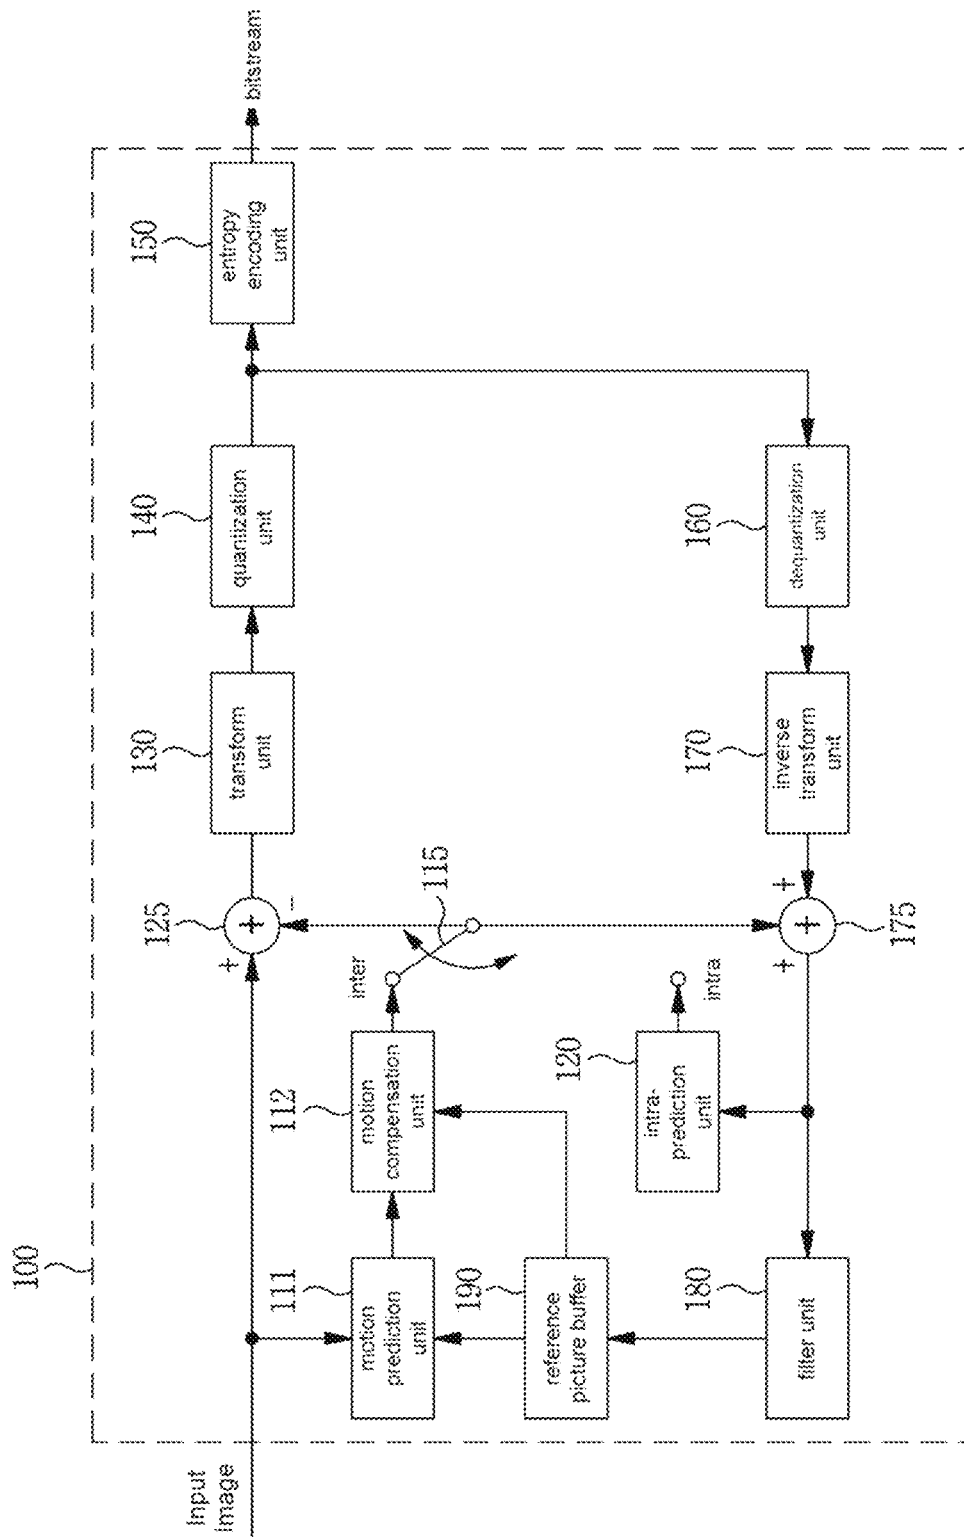 100
Input
image
111
motion
prediction
unit
112
motion
compensation
unit
inter
115
125
+
+
-
130
transform
unit
140
quantization
unit
150
entropy
encoding
unit
bitstream
190
reference
picture buffer
120
intra-
prediction
unit
intra
180
filter unit
175
+
+
+
170
inverse
transform
unit
160
dequantization
unit